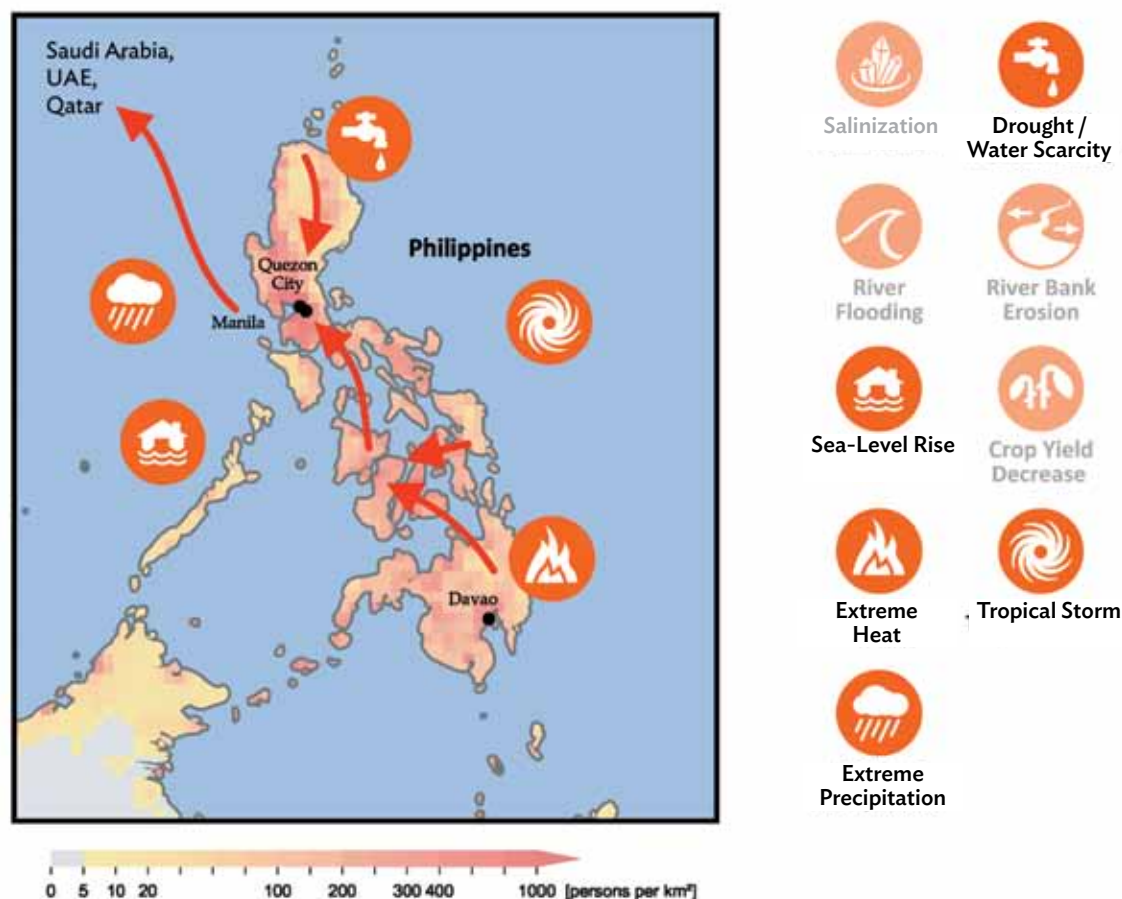 Saudi Arabia,
UAE,
Qatar
Philippines
Quezon
City
Manila
Davao
0 5 10 20 100 200 300 400 1000 [persons per km²]
Salinization
Drought /
Water Scarcity
River
Flooding
River Bank
Erosion
Sea-Level Rise
Crop Yield
Decrease
Extreme
Heat
Tropical Storm
Extreme
Precipitation